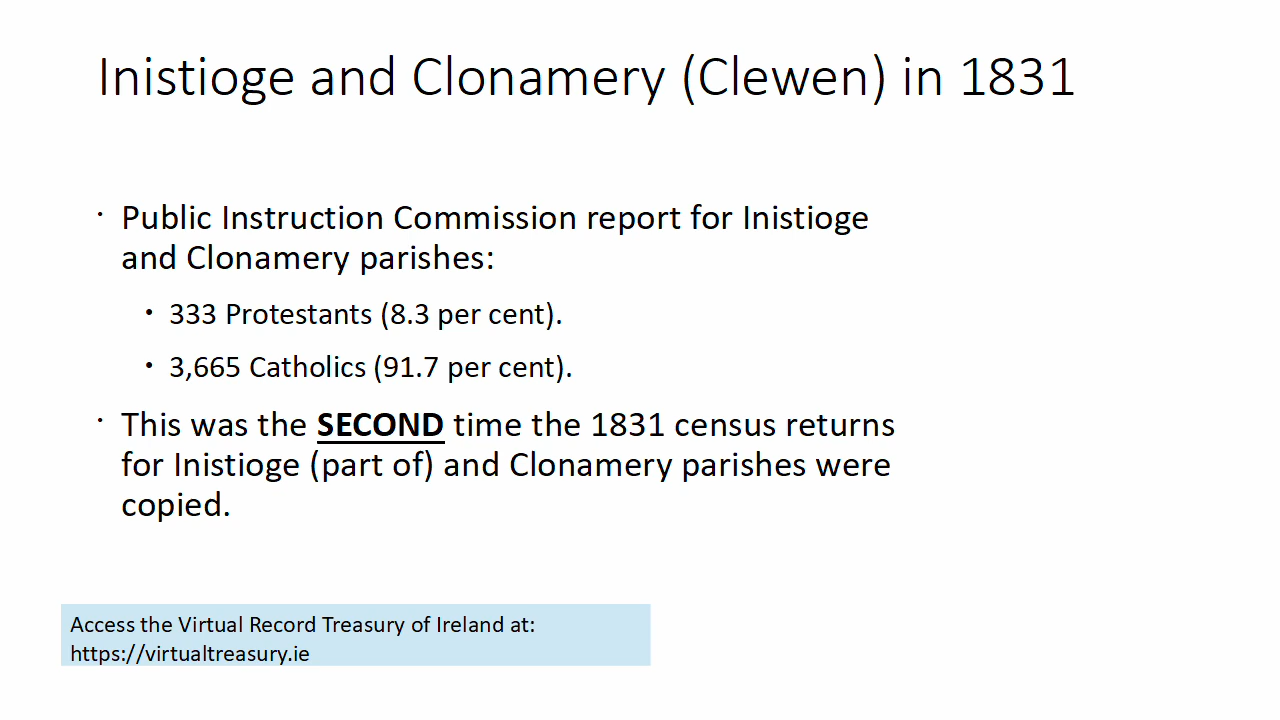 Inistioge and Clonamery (Clewen) in 1831
• Public Instruction Commission report for Inistioge
and Clonamery parishes:
• 333 Protestants (8.3 per cent).
• 3,665 Catholics (91.7 per cent).
• This was the SECOND time the 1831 census returns
for Inistioge (part of) and Clonamery parishes were
copied.
Access the Virtual Record Treasury of Ireland at:
https://virtualtreasury.ie